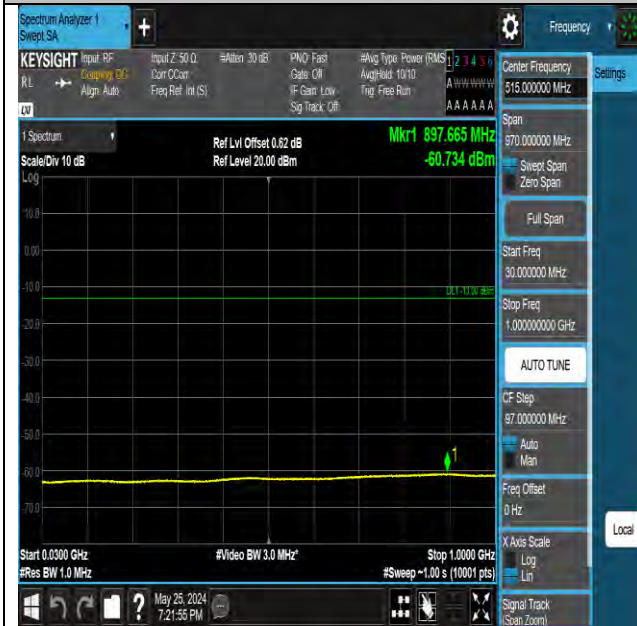 Spectrum Analyzer 1
Swept SA
+
Frequency
KEYSIGHT
RL
Input: RF
Coupling: DC
Align: Auto
Input Z: 50 Ω
Corr CCorr
Freq Ref: Int (S)
#Atten: 30 dB
PNO: Fast
Gate: Off
IF Gain: Low
Sig Track: Off
#Avg Type: Power (RMS
Avg|Hold: 10/10
Trig: Free Run
1 2 3 4 5 6
A W W W W W
A A A A A A
1 Spectrum
Scale/Div 10 dB
Log
Ref Lvl Offset 0.62 dB
Ref Level 20.00 dBm
Mkr1 897.665 MHz
-60.734 dBm
10.0
0.00
-10.0
-20.0
-30.0
-40.0
-50.0
-60.0
-70.0
DL1 -13.00 dBm
1
Start 0.0300 GHz
#Res BW 1.0 MHz
#Video BW 3.0 MHz*
Stop 1.0000 GHz
#Sweep ~1.00 s (10001 pts)
May 25, 2024
7:21:55 PM
?
Center Frequency
515.000000 MHz
Settings
Span
970.000000 MHz
Swept Span
Zero Span
Full Span
Start Freq
30.000000 MHz
Stop Freq
1.000000000 GHz
AUTO TUNE
CF Step
97.000000 MHz
Auto
Man
Freq Offset
0 Hz
Local
X Axis Scale
Log
Lin
Signal Track
(Span Zoom)